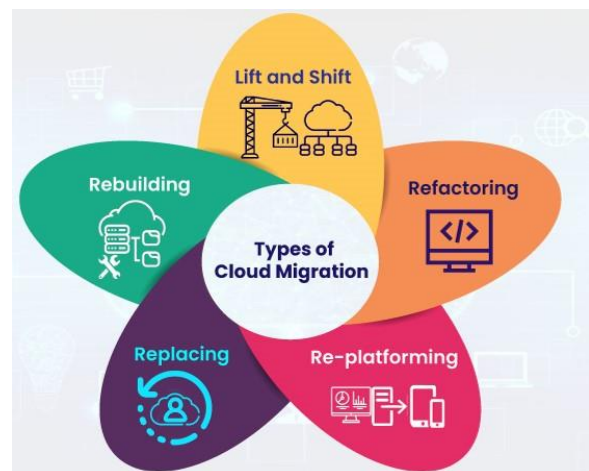 Lift and Shift
Rebuilding
Refactoring
</>
Types of
Cloud Migration
Replacing
Re-platforming